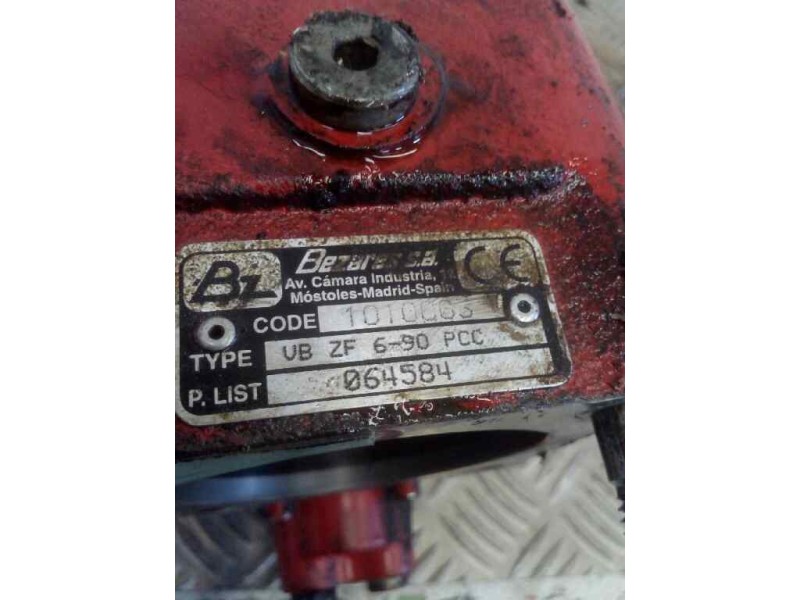 Bz
Bezares s.a.
Av. Cámara Industria,
Móstoles-Madrid-Spain
CE
CODE
TYPE VB ZF 6-90 PCC
P. LIST 064584